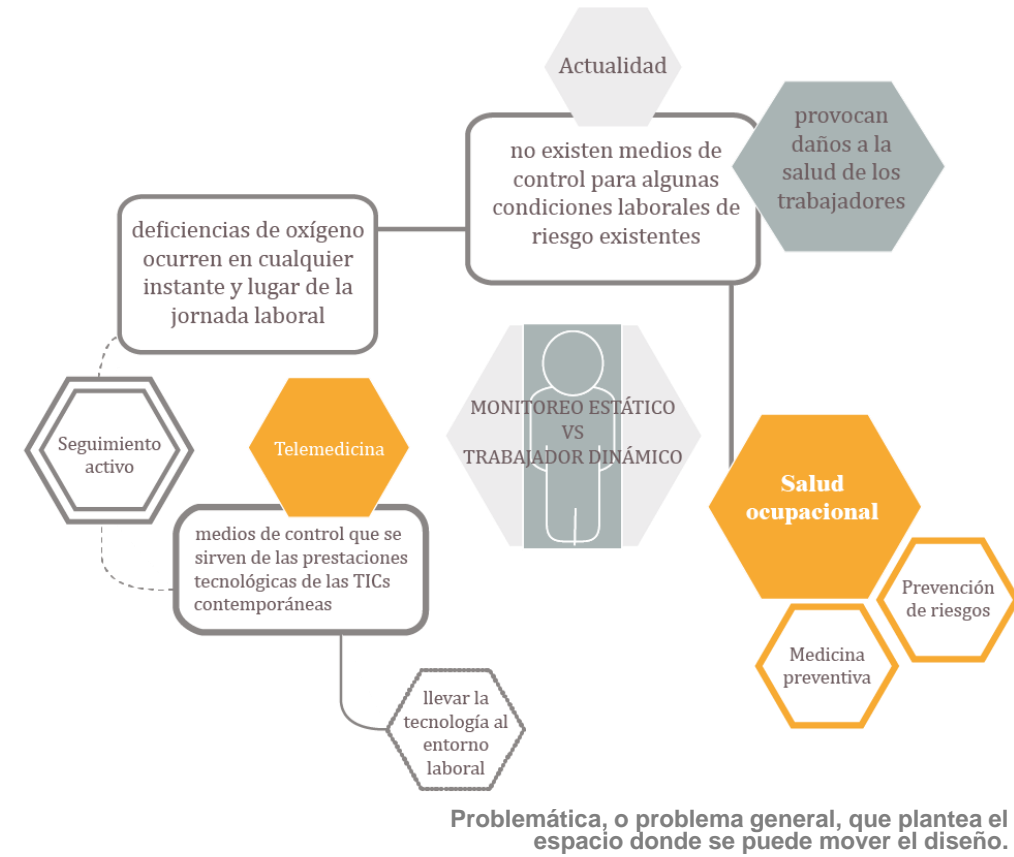 Actualidad
provocan
daños a la
salud de los
trabajadores
no existen medios de
control para algunas
condiciones laborales de
riesgo existentes
deficiencias de oxígeno
ocurren en cualquier
instante y lugar de la
jornada laboral
MONITOREO ESTÁTICO
VS
TRABAJADOR DINÁMICO
Seguimiento
activo
Telemedicina
medios de control que se
sirven de las prestaciones
tecnológicas de las TICs
contemporáneas
Salud
ocupacional
Prevención
de riesgos
Medicina
preventiva
llevar la
tecnología al
entorno
laboral
Problemática, o problema general, que plantea el
espacio donde se puede mover el diseño.